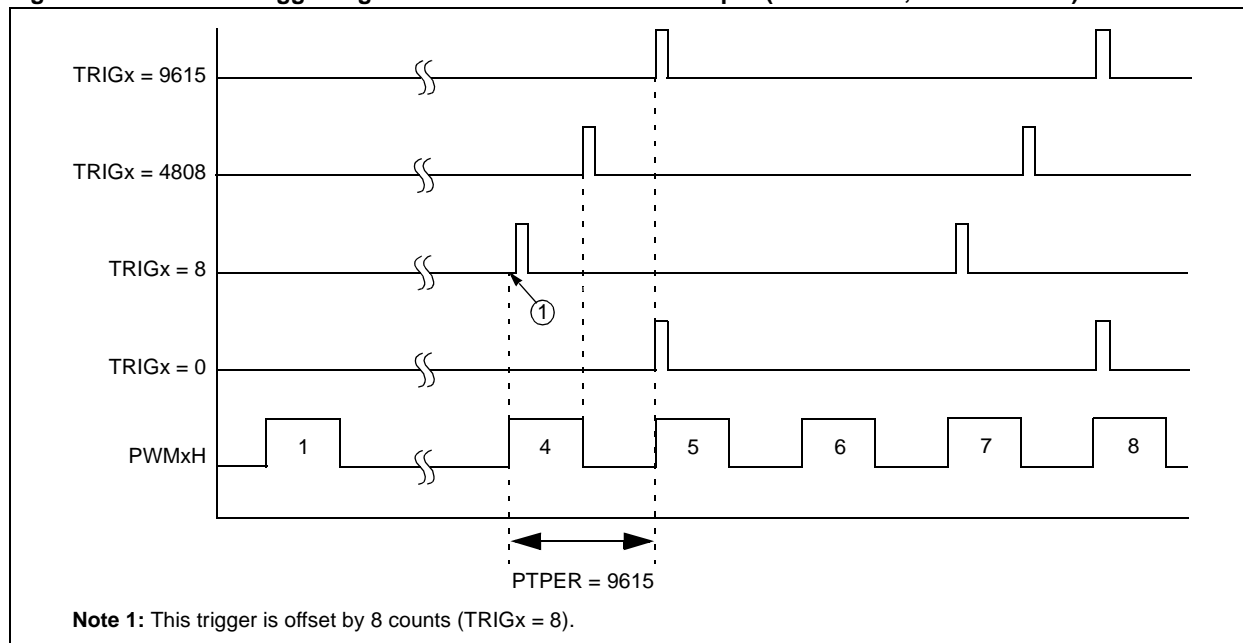 TRIGx = 9615
TRIGx = 4808
TRIGx = 8
1
TRIGx = 0
PWMxH
1
4
5
6
7
8
PTPER = 9615
Note 1: This trigger is offset by 8 counts (TRIGx = 8).